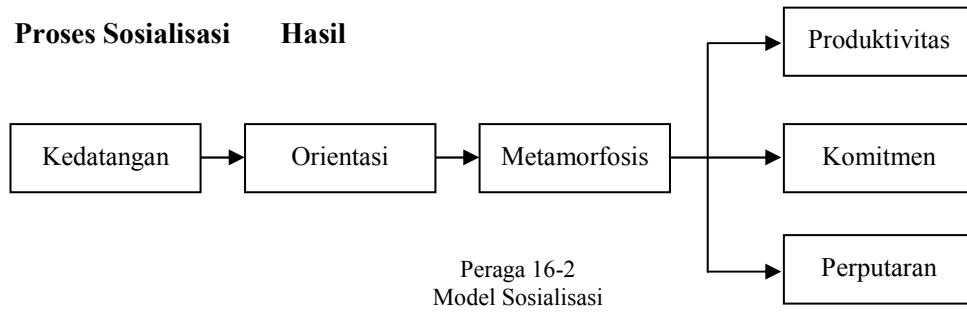 Proses Sosialisasi Hasil
Produktivitas
Kedatangan
Orientasi
Metamorfosis
Komitmen
Perputaran
Peraga 16-2
Model Sosialisasi